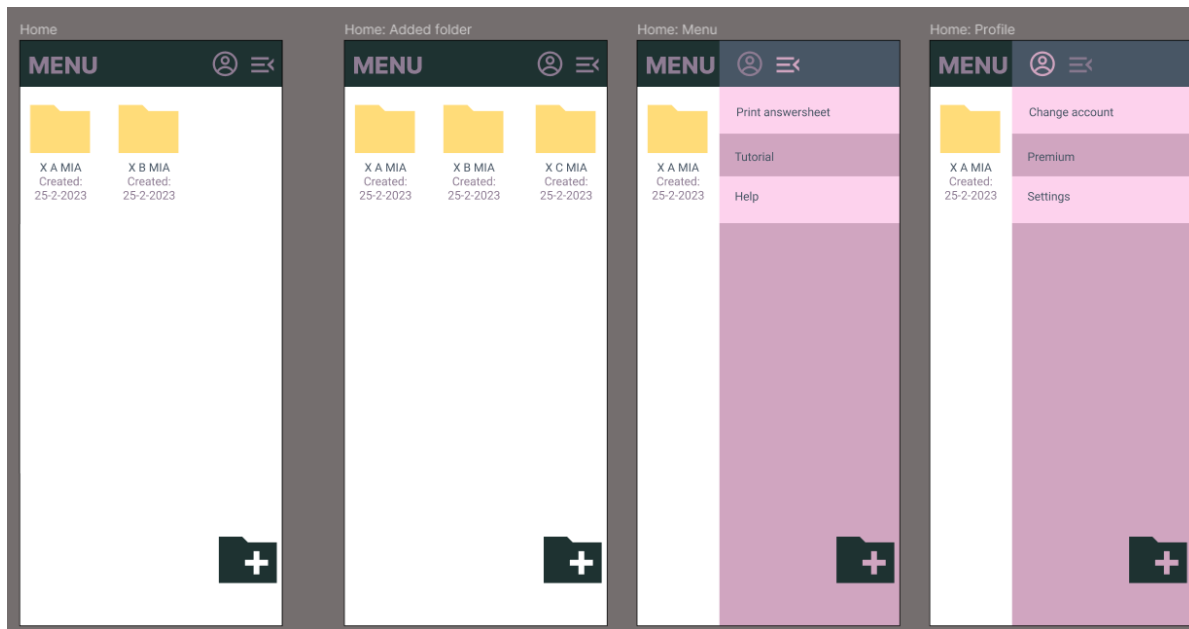 Home
MENU
X A MIA
Created:
25-2-2023
X B MIA
Created:
25-2-2023
Home: Added folder
MENU
X A MIA
Created:
25-2-2023
X B MIA
Created:
25-2-2023
X C MIA
Created:
25-2-2023
Home: Menu
MENU
X A MIA
Created:
25-2-2023
Print answersheet
Tutorial
Help
Home: Profile
MENU
X A MIA
Created:
25-2-2023
Change account
Premium
Settings